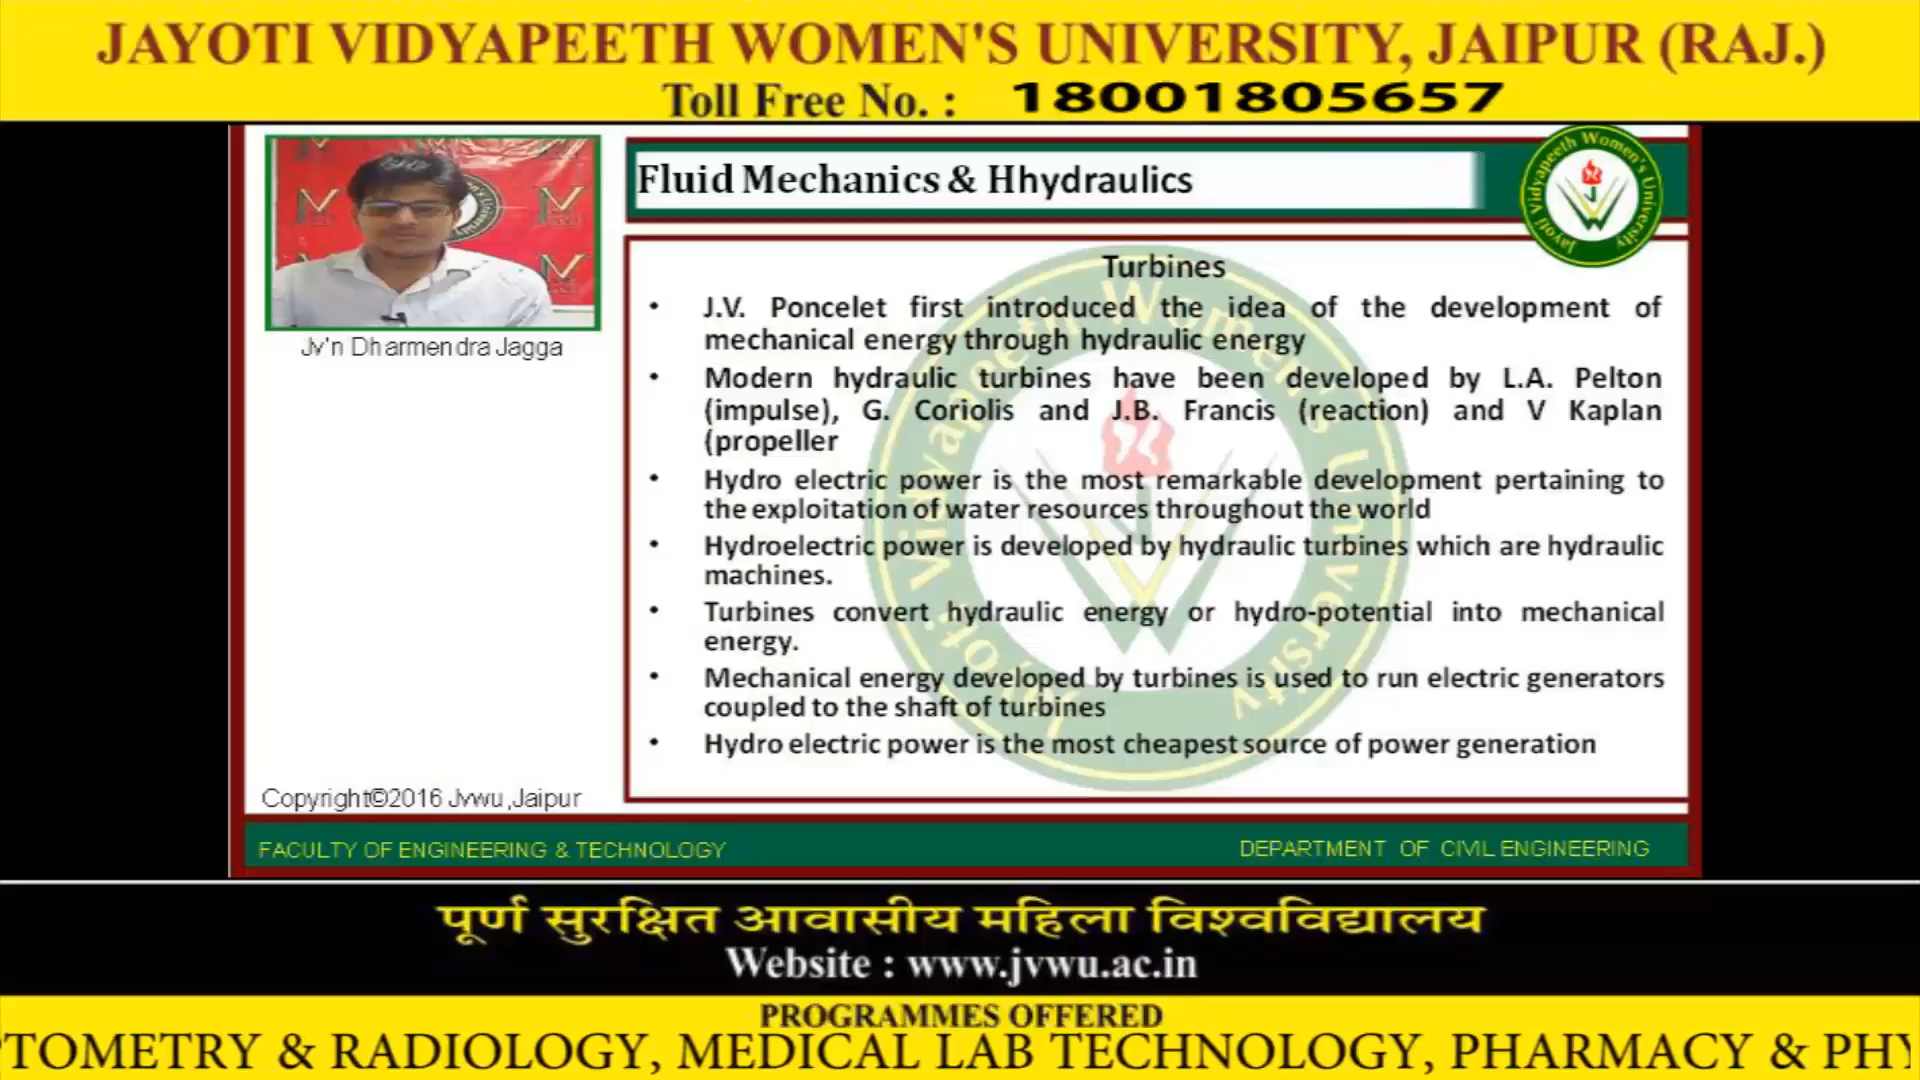 JAYOTI VIDYAPEETH WOMEN'S UNIVERSITY, JAIPUR (RAJ.)
Toll Free No. : 18001805657
Fluid Mechanics & Hhydraulics
Jayoti Vidyapeeth Women's University
Jv'n Dharmendra Jagga
Turbines
• J.V. Poncelet first introduced the idea of the development of
mechanical energy through hydraulic energy
• Modern hydraulic turbines have been developed by L.A. Pelton
(impulse), G. Coriolis and J.B. Francis (reaction) and V Kaplan
(propeller
• Hydro electric power is the most remarkable development pertaining to
the exploitation of water resources throughout the world
• Hydroelectric power is developed by hydraulic turbines which are hydraulic
machines.
• Turbines convert hydraulic energy or hydro-potential into mechanical
energy.
• Mechanical energy developed by turbines is used to run electric generators
coupled to the shaft of turbines
• Hydro electric power is the most cheapest source of power generation
Copyright©2016 Jvwu,Jaipur
FACULTY OF ENGINEERING & TECHNOLOGY
DEPARTMENT OF CIVIL ENGINEERING
पूर्ण सुरक्षित आवासीय महिला विश्वविद्यालय
Website : www.jvwu.ac.in
PROGRAMMES OFFERED
TOMETRY & RADIOLOGY, MEDICAL LAB TECHNOLOGY, PHARMACY & PHY